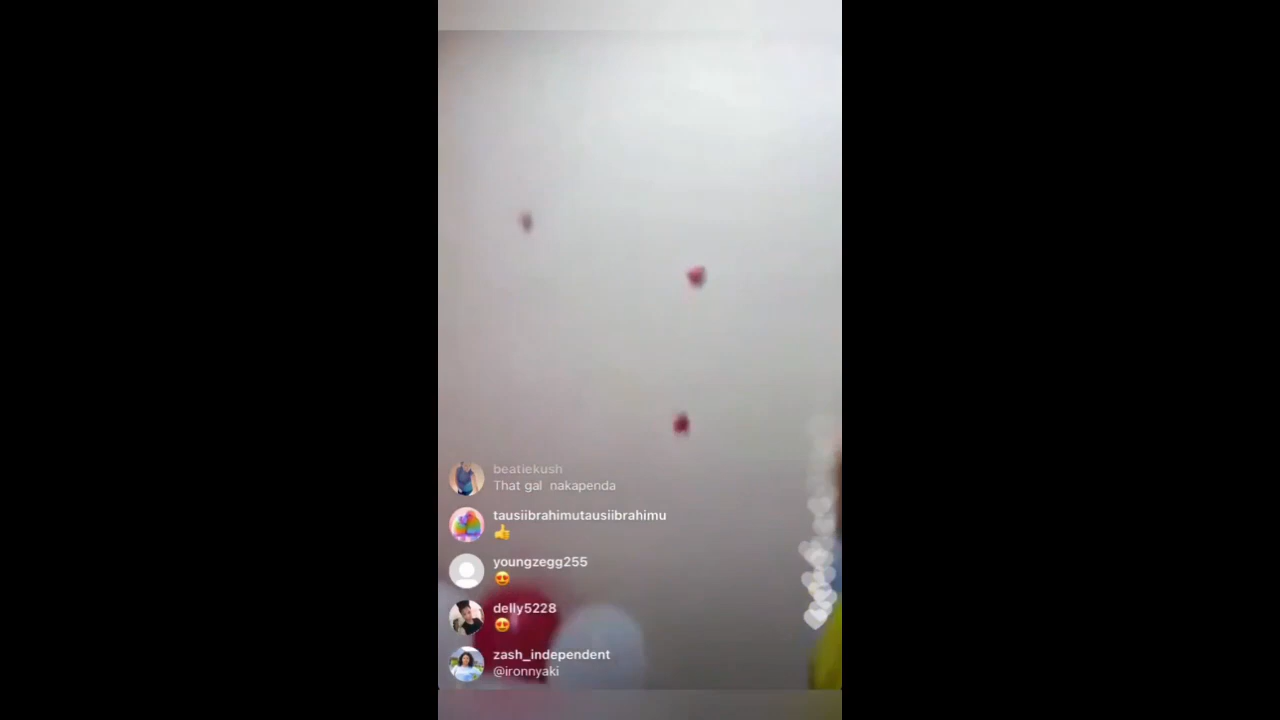 beatiekush
That gal nakapenda
tausiibrahimutausiibrahimu
👍
youngzegg255
😍
delly5228
😍
zash_independent
@ironnyaki